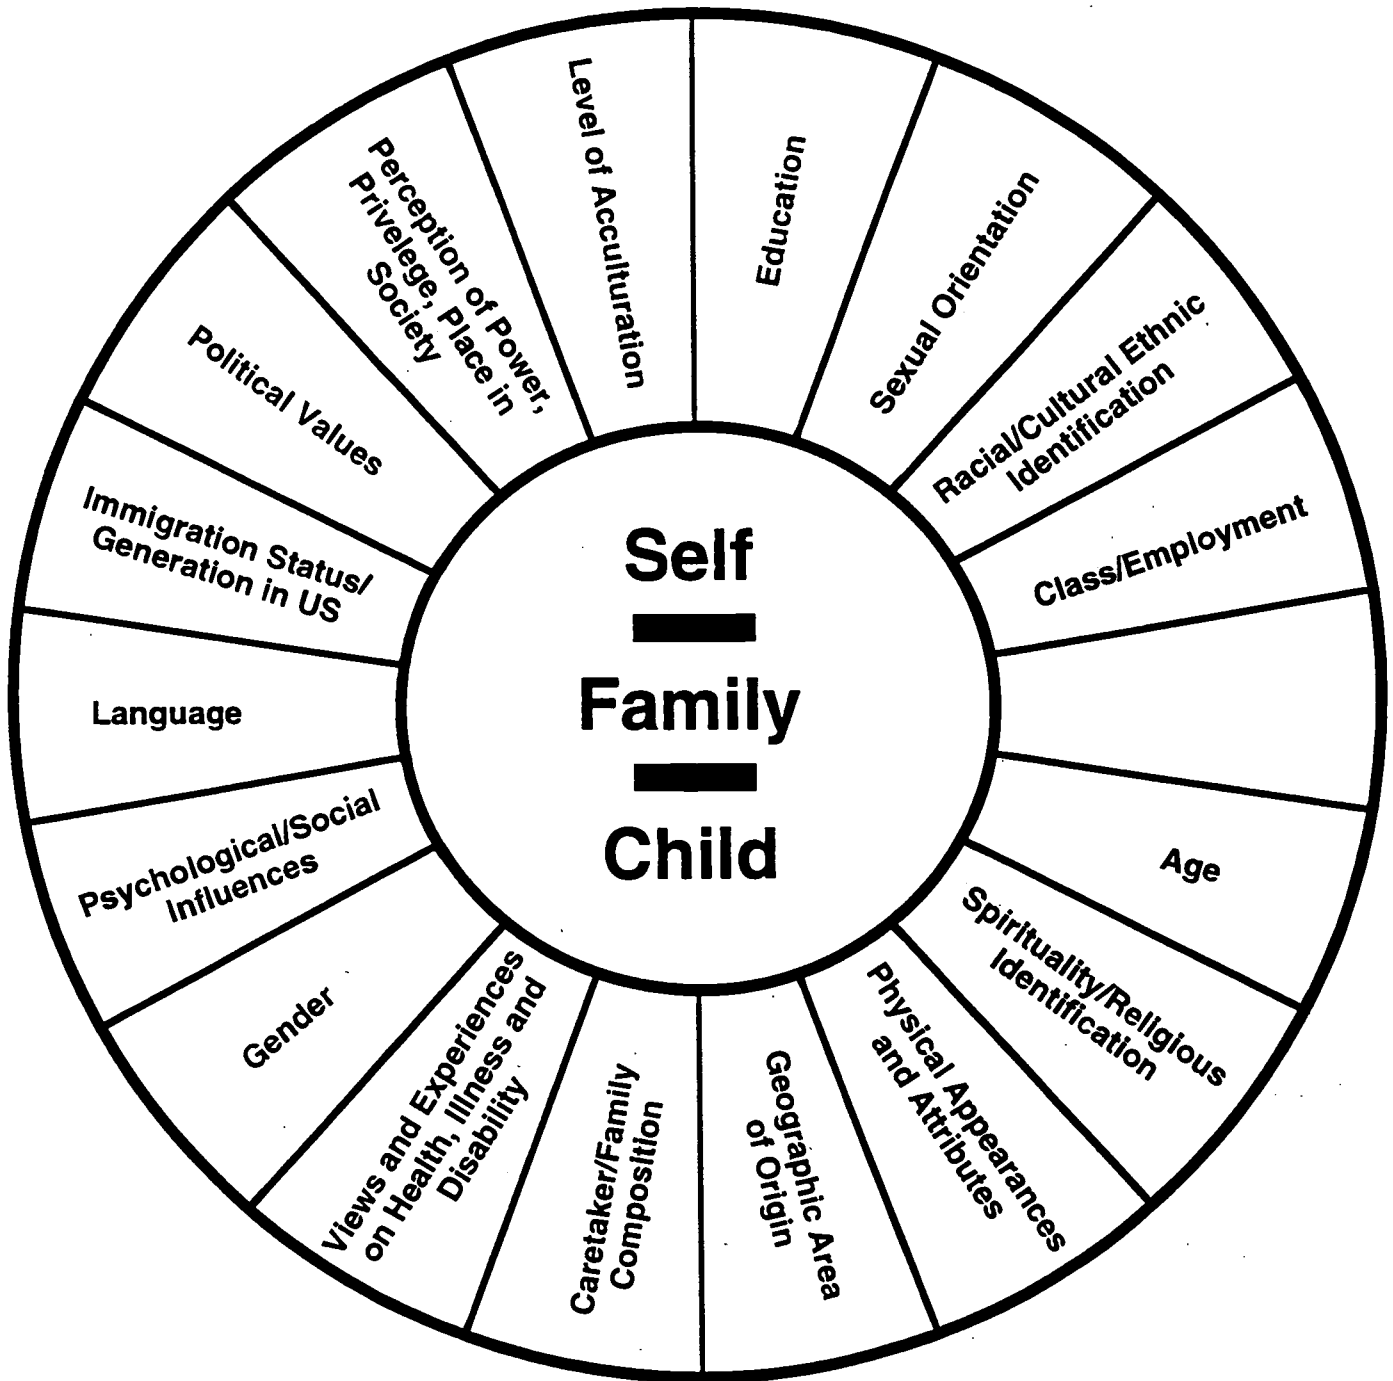 Self
Family
Child
Education
Sexual Orientation
Racial/Cultural Ethnic
Identification
Class/Employment
Age
Spirituality/Religious
Identification
Physical Appearances
and Attributes
Geographic Area
of Origin
Caretaker/Family
Composition
Views and Experiences
on Health, Illness and
Disability
Gender
Psychological/Social
Influences
Language
Immigration Status/
Generation in US
Political Values
Perception of Power,
Privelege, Place in
Society
Level of Acculturation